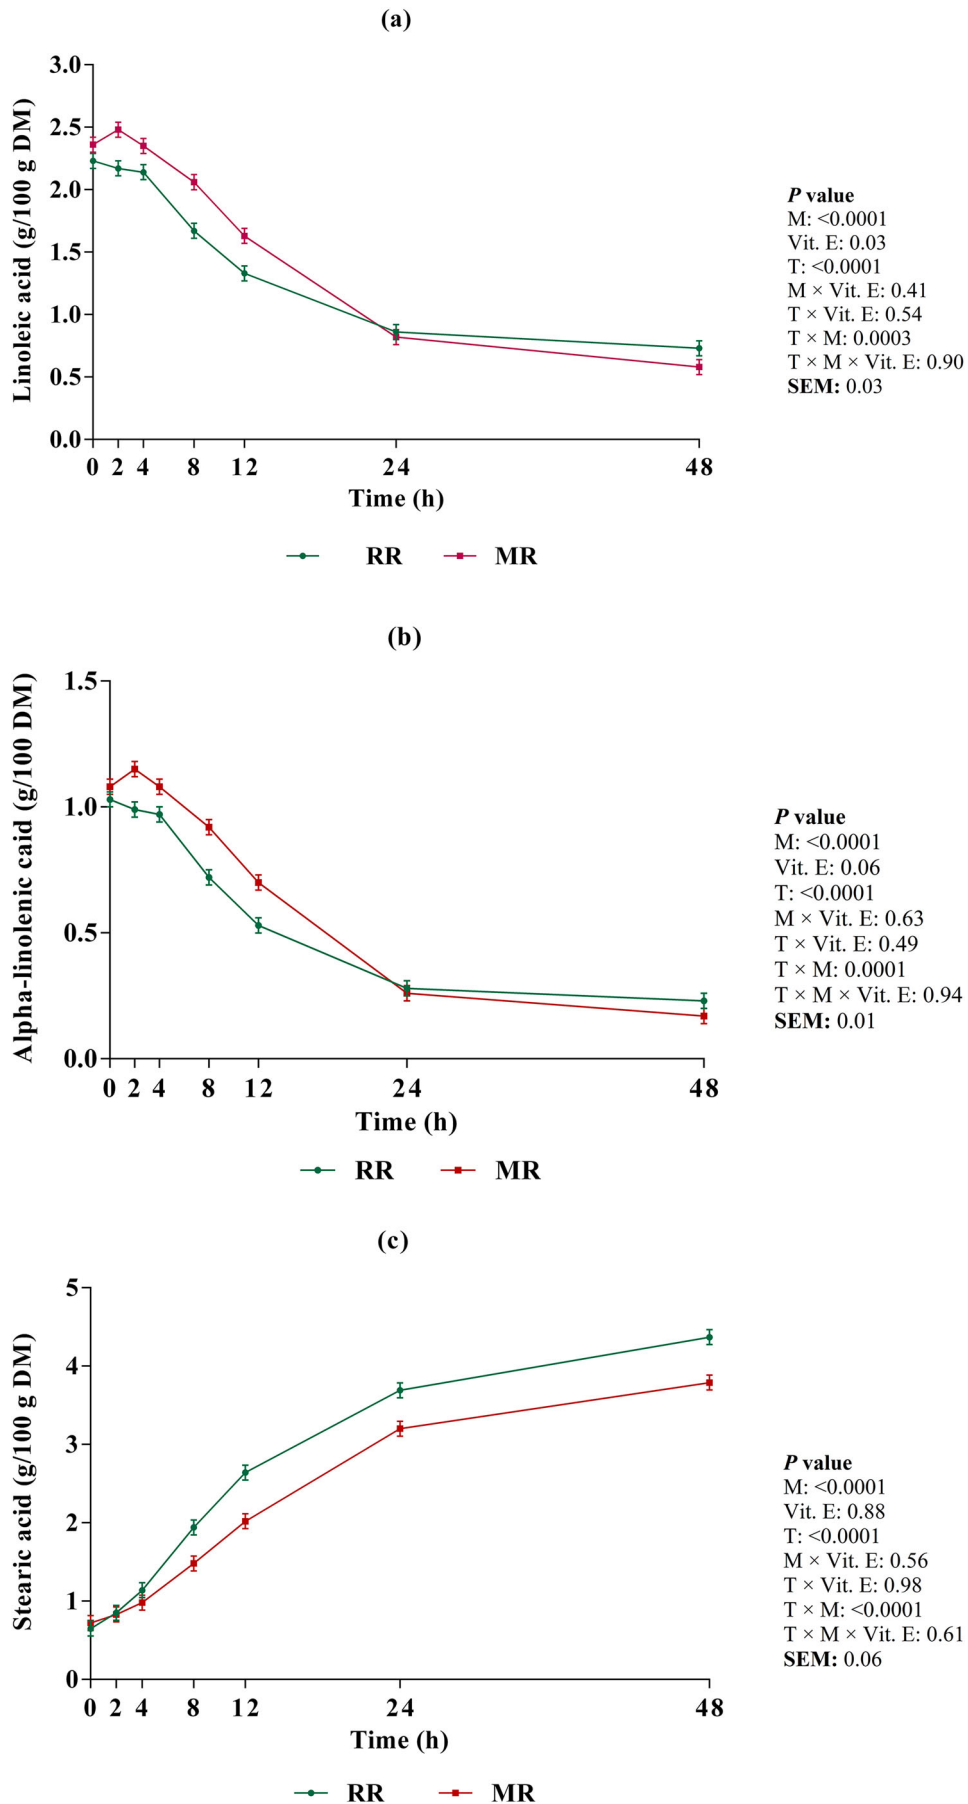 (a)
3.0
2.5
2.0
1.5
1.0
0.5
0.0
Linoleic acid (g/100 g DM)
0 2 4 8 12 24 48
Time (h)
RR MR
P value
M: <0.0001
Vit. E: 0.03
T: <0.0001
M × Vit. E: 0.41
T × Vit. E: 0.54
T × M: 0.0003
T × M × Vit. E: 0.90
SEM: 0.03
(b)
1.5
1.0
0.5
0.0
Alpha-linolenic caid (g/100 DM)
0 2 4 8 12 24 48
Time (h)
RR MR
P value
M: <0.0001
Vit. E: 0.06
T: <0.0001
M × Vit. E: 0.63
T × Vit. E: 0.49
T × M: 0.0001
T × M × Vit. E: 0.94
SEM: 0.01
(c)
5
4
3
2
1
0
Stearic acid (g/100 g DM)
0 2 4 8 12 24 48
Time (h)
RR MR
P value
M: <0.0001
Vit. E: 0.88
T: <0.0001
M × Vit. E: 0.56
T × Vit. E: 0.98
T × M: <0.0001
T × M × Vit. E: 0.61
SEM: 0.06